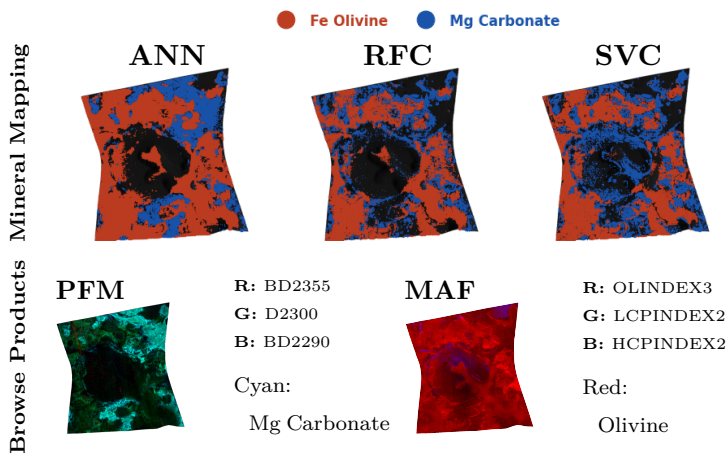 Fe Olivine Mg Carbonate
ANN RFC SVC
Mineral Mapping
Browse Products
PFM
R: BD2355
G: D2300
B: BD2290
Cyan:
Mg Carbonate
MAF
R: OLINDEX3
G: LCPINDEX2
B: HCPINDEX2
Red:
Olivine